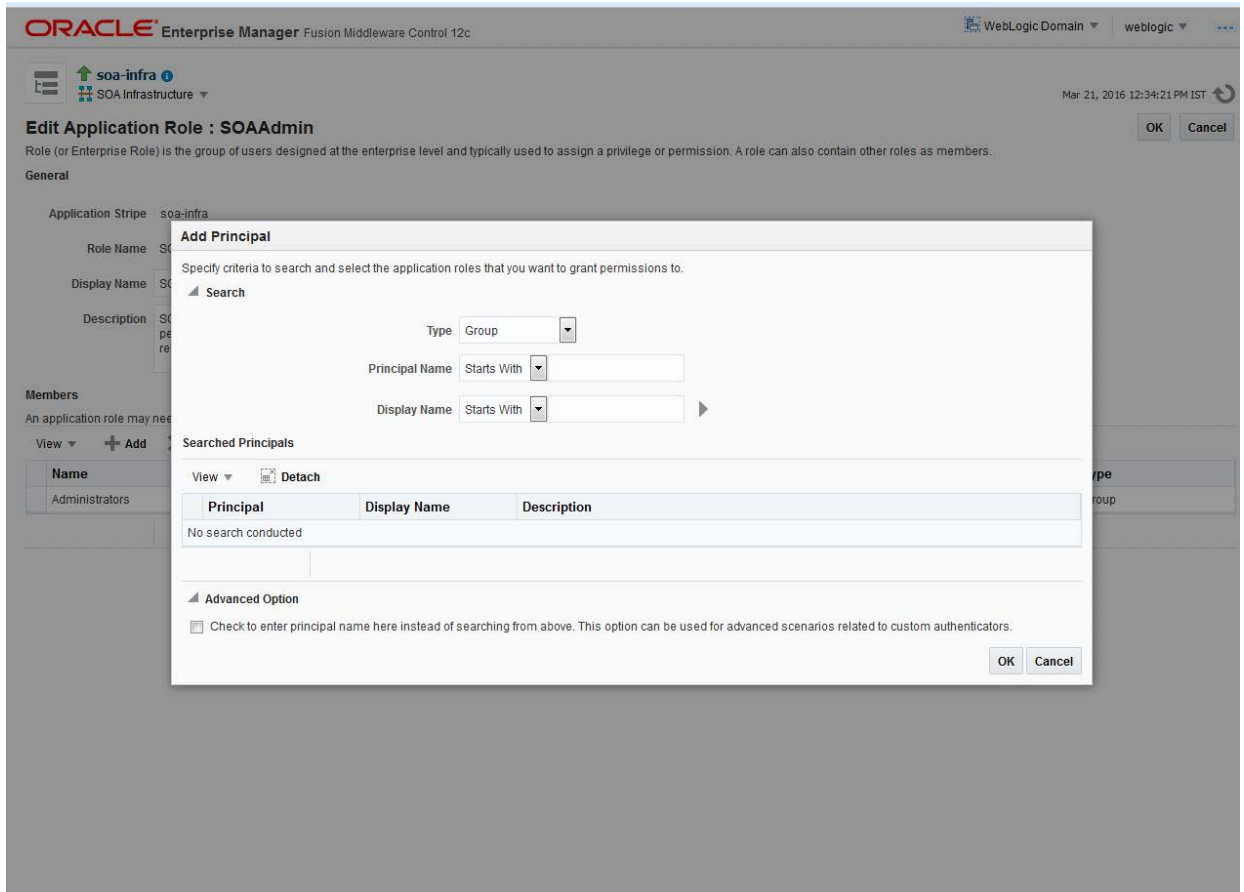 ORACLE Enterprise Manager Fusion Middleware Control 12c
WebLogic Domain
weblogic
soa-infra
SOA Infrastructure
Mar 21, 2016 12:34:21 PM IST
Edit Application Role : SOAAdmin
OK Cancel
Role (or Enterprise Role) is the group of users designed at the enterprise level and typically used to assign a privilege or permission. A role can also contain other roles as members.
General
Application Stripe soa-infra
Role Name
Display Name
Description
Members
An application role may
View Add
Name
Administrators
Add Principal
Specify criteria to search and select the application roles that you want to grant permissions to.
Search
Type Group
Principal Name Starts With
Display Name Starts With
Searched Principals
View Detach
Principal Display Name Description
No search conducted
Advanced Option
Check to enter principal name here instead of searching from above. This option can be used for advanced scenarios related to custom authenticators.
OK Cancel